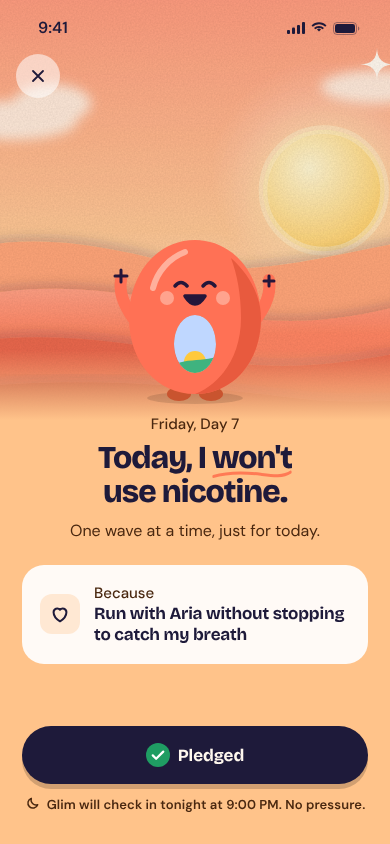 9:41
Friday, Day 7
Today, I won't
use nicotine.
One wave at a time, just for today.
Because
Run with Aria without stopping
to catch my breath
Pledged
Glim will check in tonight at 9:00 PM. No pressure.